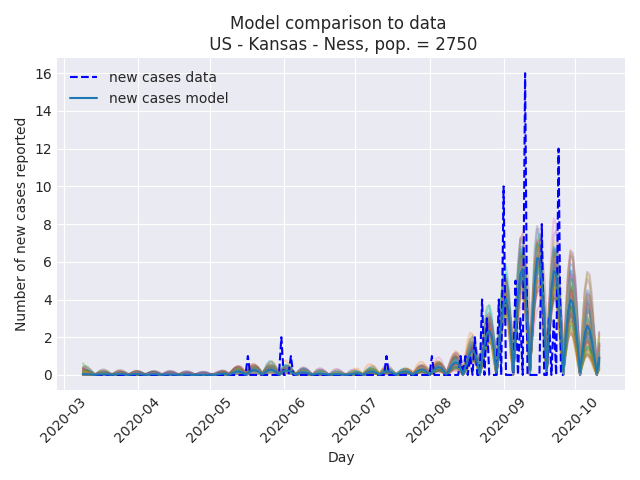 Model comparison to data
US - Kansas - Ness, pop. = 2750
new cases data
new cases model
Number of new cases reported
16
14
12
10
8
6
4
2
0
2020-03
2020-04
2020-05
2020-06
2020-07
2020-08
2020-09
2020-10
Day